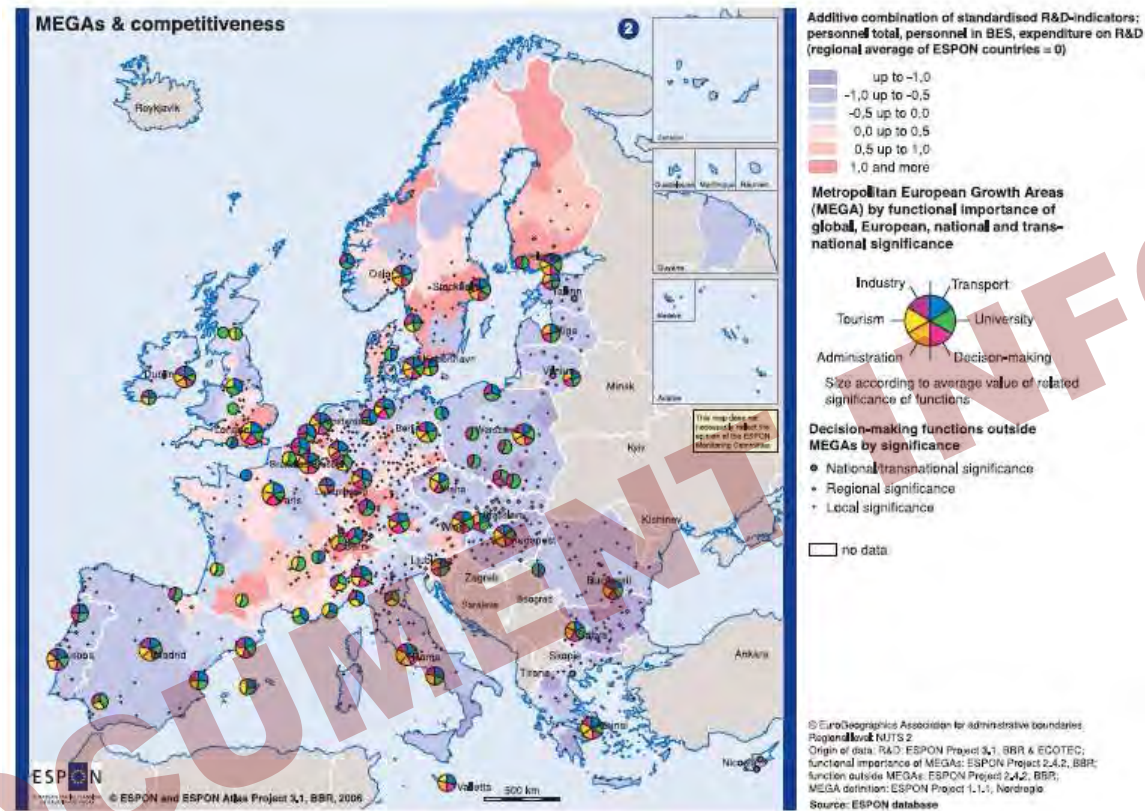 MEGAs & competitiveness
2
Additive combination of standardised R&D-indicators;
personnel total, personnel in BES, expenditure on R&D
(regional average of ESPON countries = 0)
up to -1,0
-1,0 up to -0,5
-0,5 up to 0,0
0,0 up to 0,5
0,5 up to 1,0
1,0 and more
Metropolitan European Growth Areas
(MEGA) by functional importance of
global, European, national and trans-
national significance
Industry
Transport
Tourism
University
Administration
Decison-making
Size according to average value of related
significance of functions
Decision-making functions outside
MEGAs by significance
National/transnational significance
Regional significance
Local significance
no data
Reykjavik
Guadeloupe
Martinique
Réunion
Guyane
Oslo
Stockholm
Tallinn
Riga
Dublin
København
Minsk
Berlin
Warszawa
Kyiv
Paris
Praha
Kishinev
Budapest
Zagreb
Bucuresti
Beograd
Sarajevo
Sofiya
Skopje
Tirana
Ankara
Roma
Lisboa
Madrid
Valletta
This map does not
necessarily reflect the
opinion of the ESPON
Monitoring Committee
ESPON
© ESPON and ESPON Atlas Project 3.1, BBR, 2006
500 km
© EuroGeographics Association for administrative boundaries
Regional level: NUTS 2
Origin of data: R&D: ESPON Project 3.1, BBR & ECOTEC;
functional importance of MEGAs: ESPON Project 2.4.2, BBR;
function outside MEGAs: ESPON Project 2.4.2, BBR;
MEGA definition: ESPON Project 1.1.1, Nordregio
Source: ESPON database
CUMENT INFO